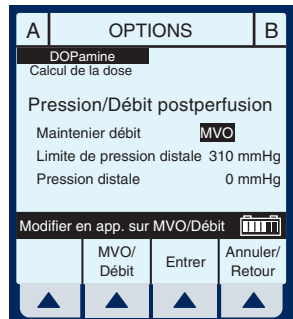 A OPTIONS B
DOPamine
Calcul de la dose
Pression/Débit postperfusion
Maintenier débit MVO
Limite de pression distale 310 mmHg
Pression distale 0 mmHg
Modifier en app. sur MVO/Débit
MVO/
Débit
Entrer
Annuler/
Retour